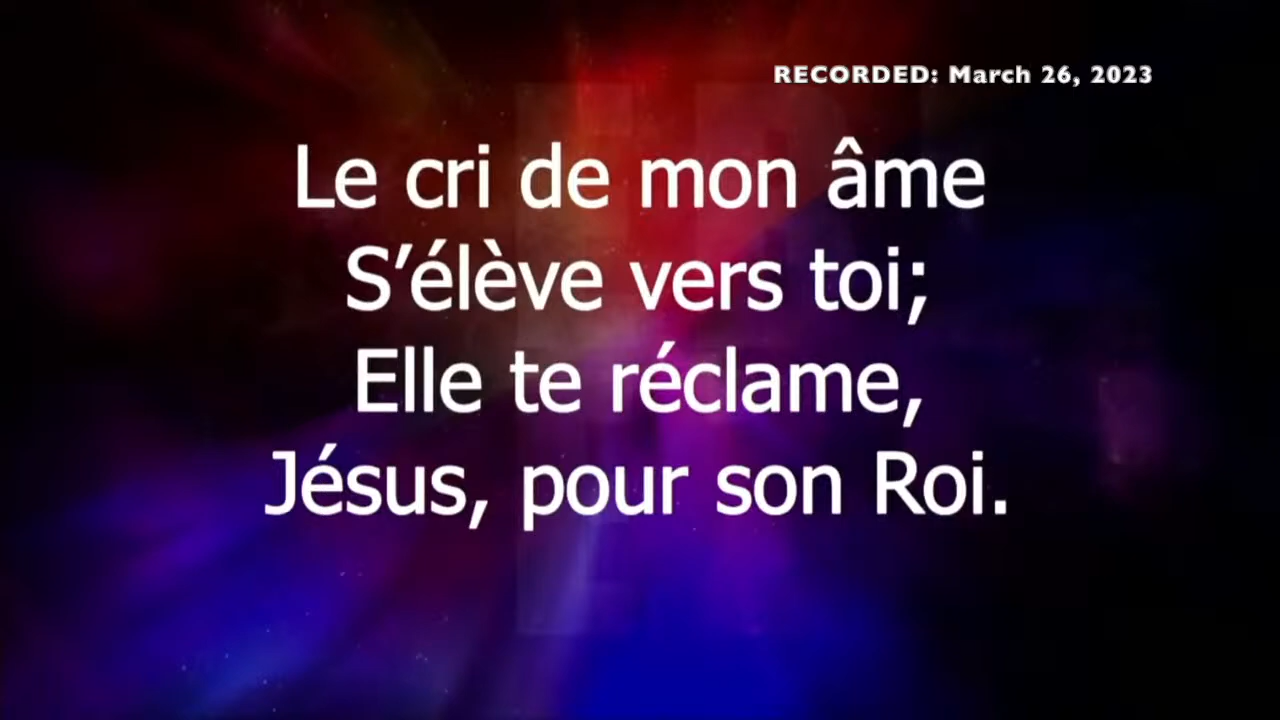 RECORDED: March 26, 2023
Le cri de mon âme
S’élève vers toi;
Elle te réclame,
Jésus, pour son Roi.